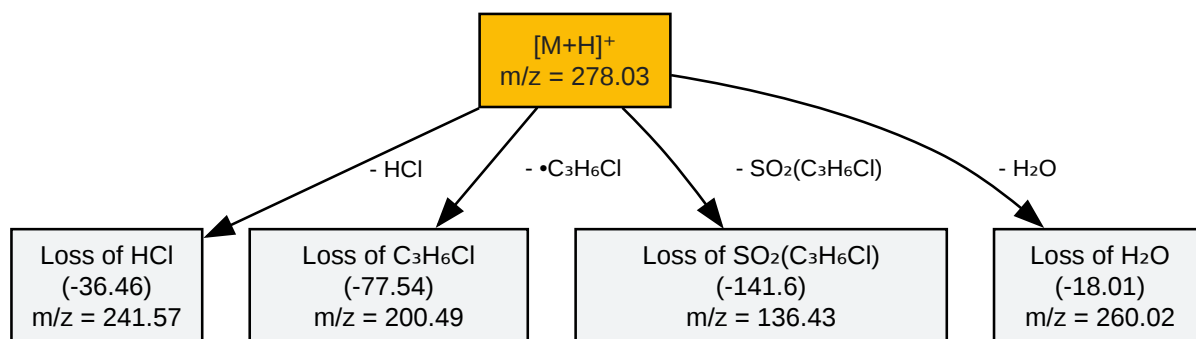 [M+H]⁺
m/z = 278.03
- HCl
- •C₃H₆Cl
- SO₂(C₃H₆Cl)
- H₂O
Loss of HCl
(-36.46)
m/z = 241.57
Loss of C₃H₆Cl
(-77.54)
m/z = 200.49
Loss of SO₂(C₃H₆Cl)
(-141.6)
m/z = 136.43
Loss of H₂O
(-18.01)
m/z = 260.02